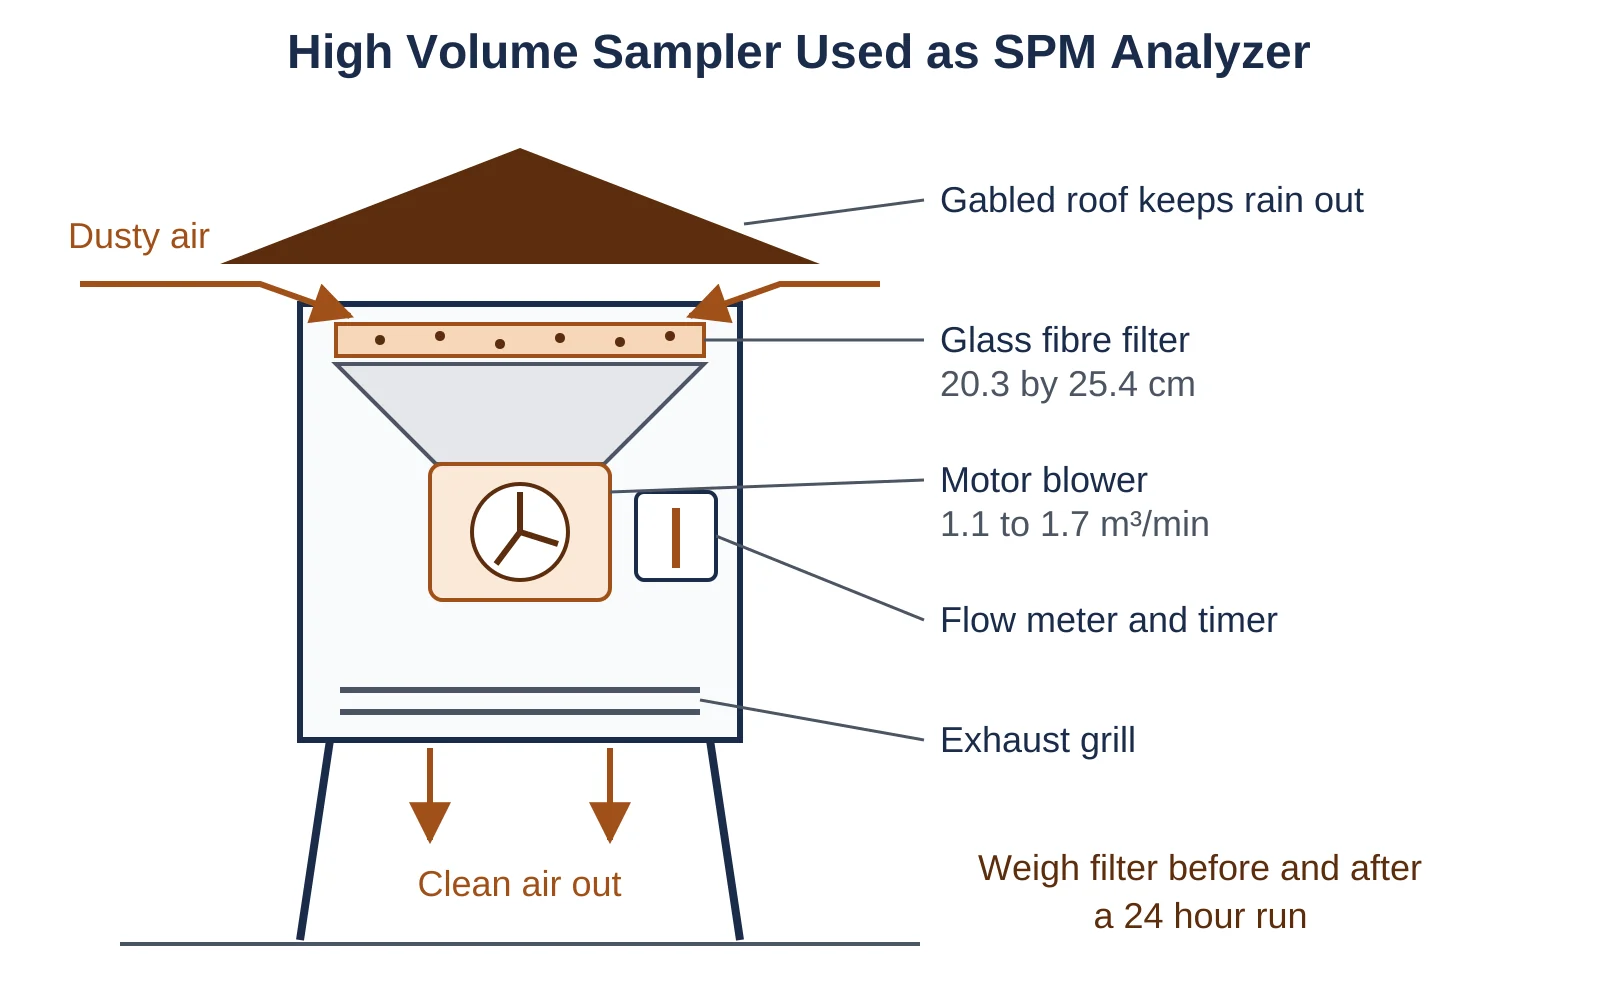 High Volume Sampler Used as SPM Analyzer
Dusty air
Gabled roof keeps rain out
Glass fibre filter
20.3 by 25.4 cm
Motor blower
1.1 to 1.7 m³/min
Flow meter and timer
Exhaust grill
Clean air out
Weigh filter before and after
a 24 hour run